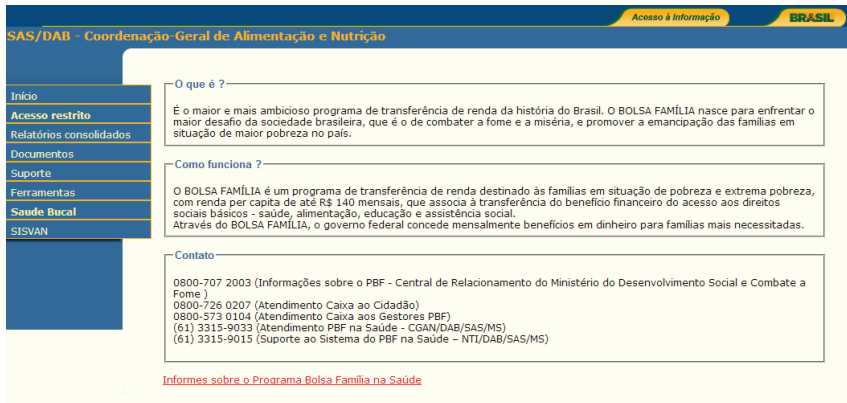 Acesso à Informação
BRASIL
SAS/DAB - Coordenação-Geral de Alimentação e Nutrição
Início
Acesso restrito
Relatórios consolidados
Documentos
Suporte
Ferramentas
Saude Bucal
SISVAN
O que é ?
É o maior e mais ambicioso programa de transferência de renda da história do Brasil. O BOLSA FAMÍLIA nasce para enfrentar o
maior desafio da sociedade brasileira, que é o de combater a fome e a miséria, e promover a emancipação das famílias em
situação de maior pobreza no país.
Como funciona ?
O BOLSA FAMÍLIA é um programa de transferência de renda destinado às famílias em situação de pobreza e extrema pobreza,
com renda per capita de até R$ 140 mensais, que associa à transferência do benefício financeiro do acesso aos direitos
sociais básicos - saúde, alimentação, educação e assistência social.
Através do BOLSA FAMÍLIA, o governo federal concede mensalmente benefícios em dinheiro para famílias mais necessitadas.
Contato
0800-707 2003 (Informações sobre o PBF - Central de Relacionamento do Ministério do Desenvolvimento Social e Combate a
Fome )
0800-726 0207 (Atendimento Caixa ao Cidadão)
0800-573 0104 (Atendimento Caixa aos Gestores PBF)
(61) 3315-9033 (Atendimento PBF na Saúde - CGAN/DAB/SAS/MS)
(61) 3315-9015 (Suporte ao Sistema do PBF na Saúde – NTI/DAB/SAS/MS)
Informes sobre o Programa Bolsa Família na Saúde